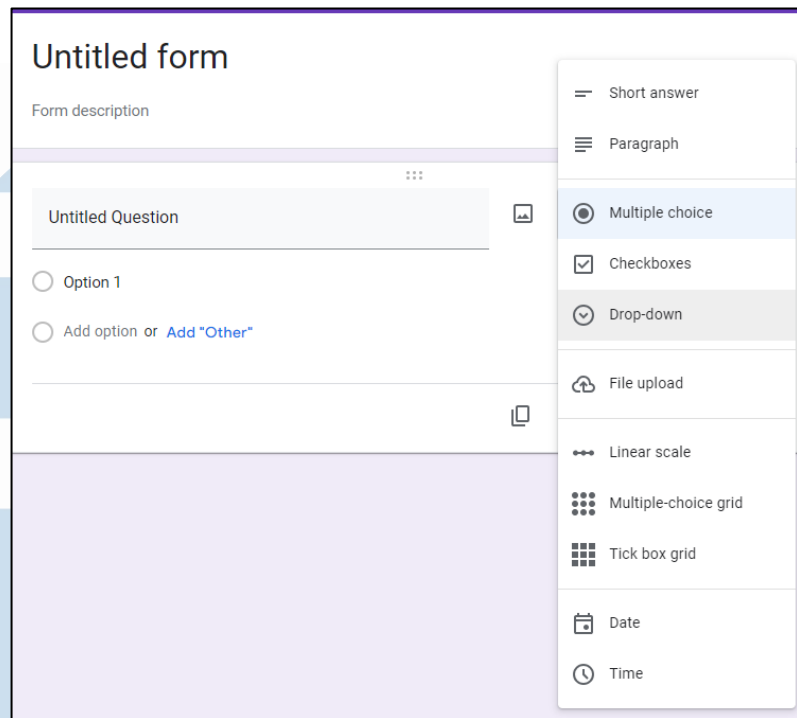 Untitled form
Form description
Untitled Question
Option 1
Add option or Add "Other"
Short answer
Paragraph
Multiple choice
Checkboxes
Drop-down
File upload
Linear scale
Multiple-choice grid
Tick box grid
Date
Time